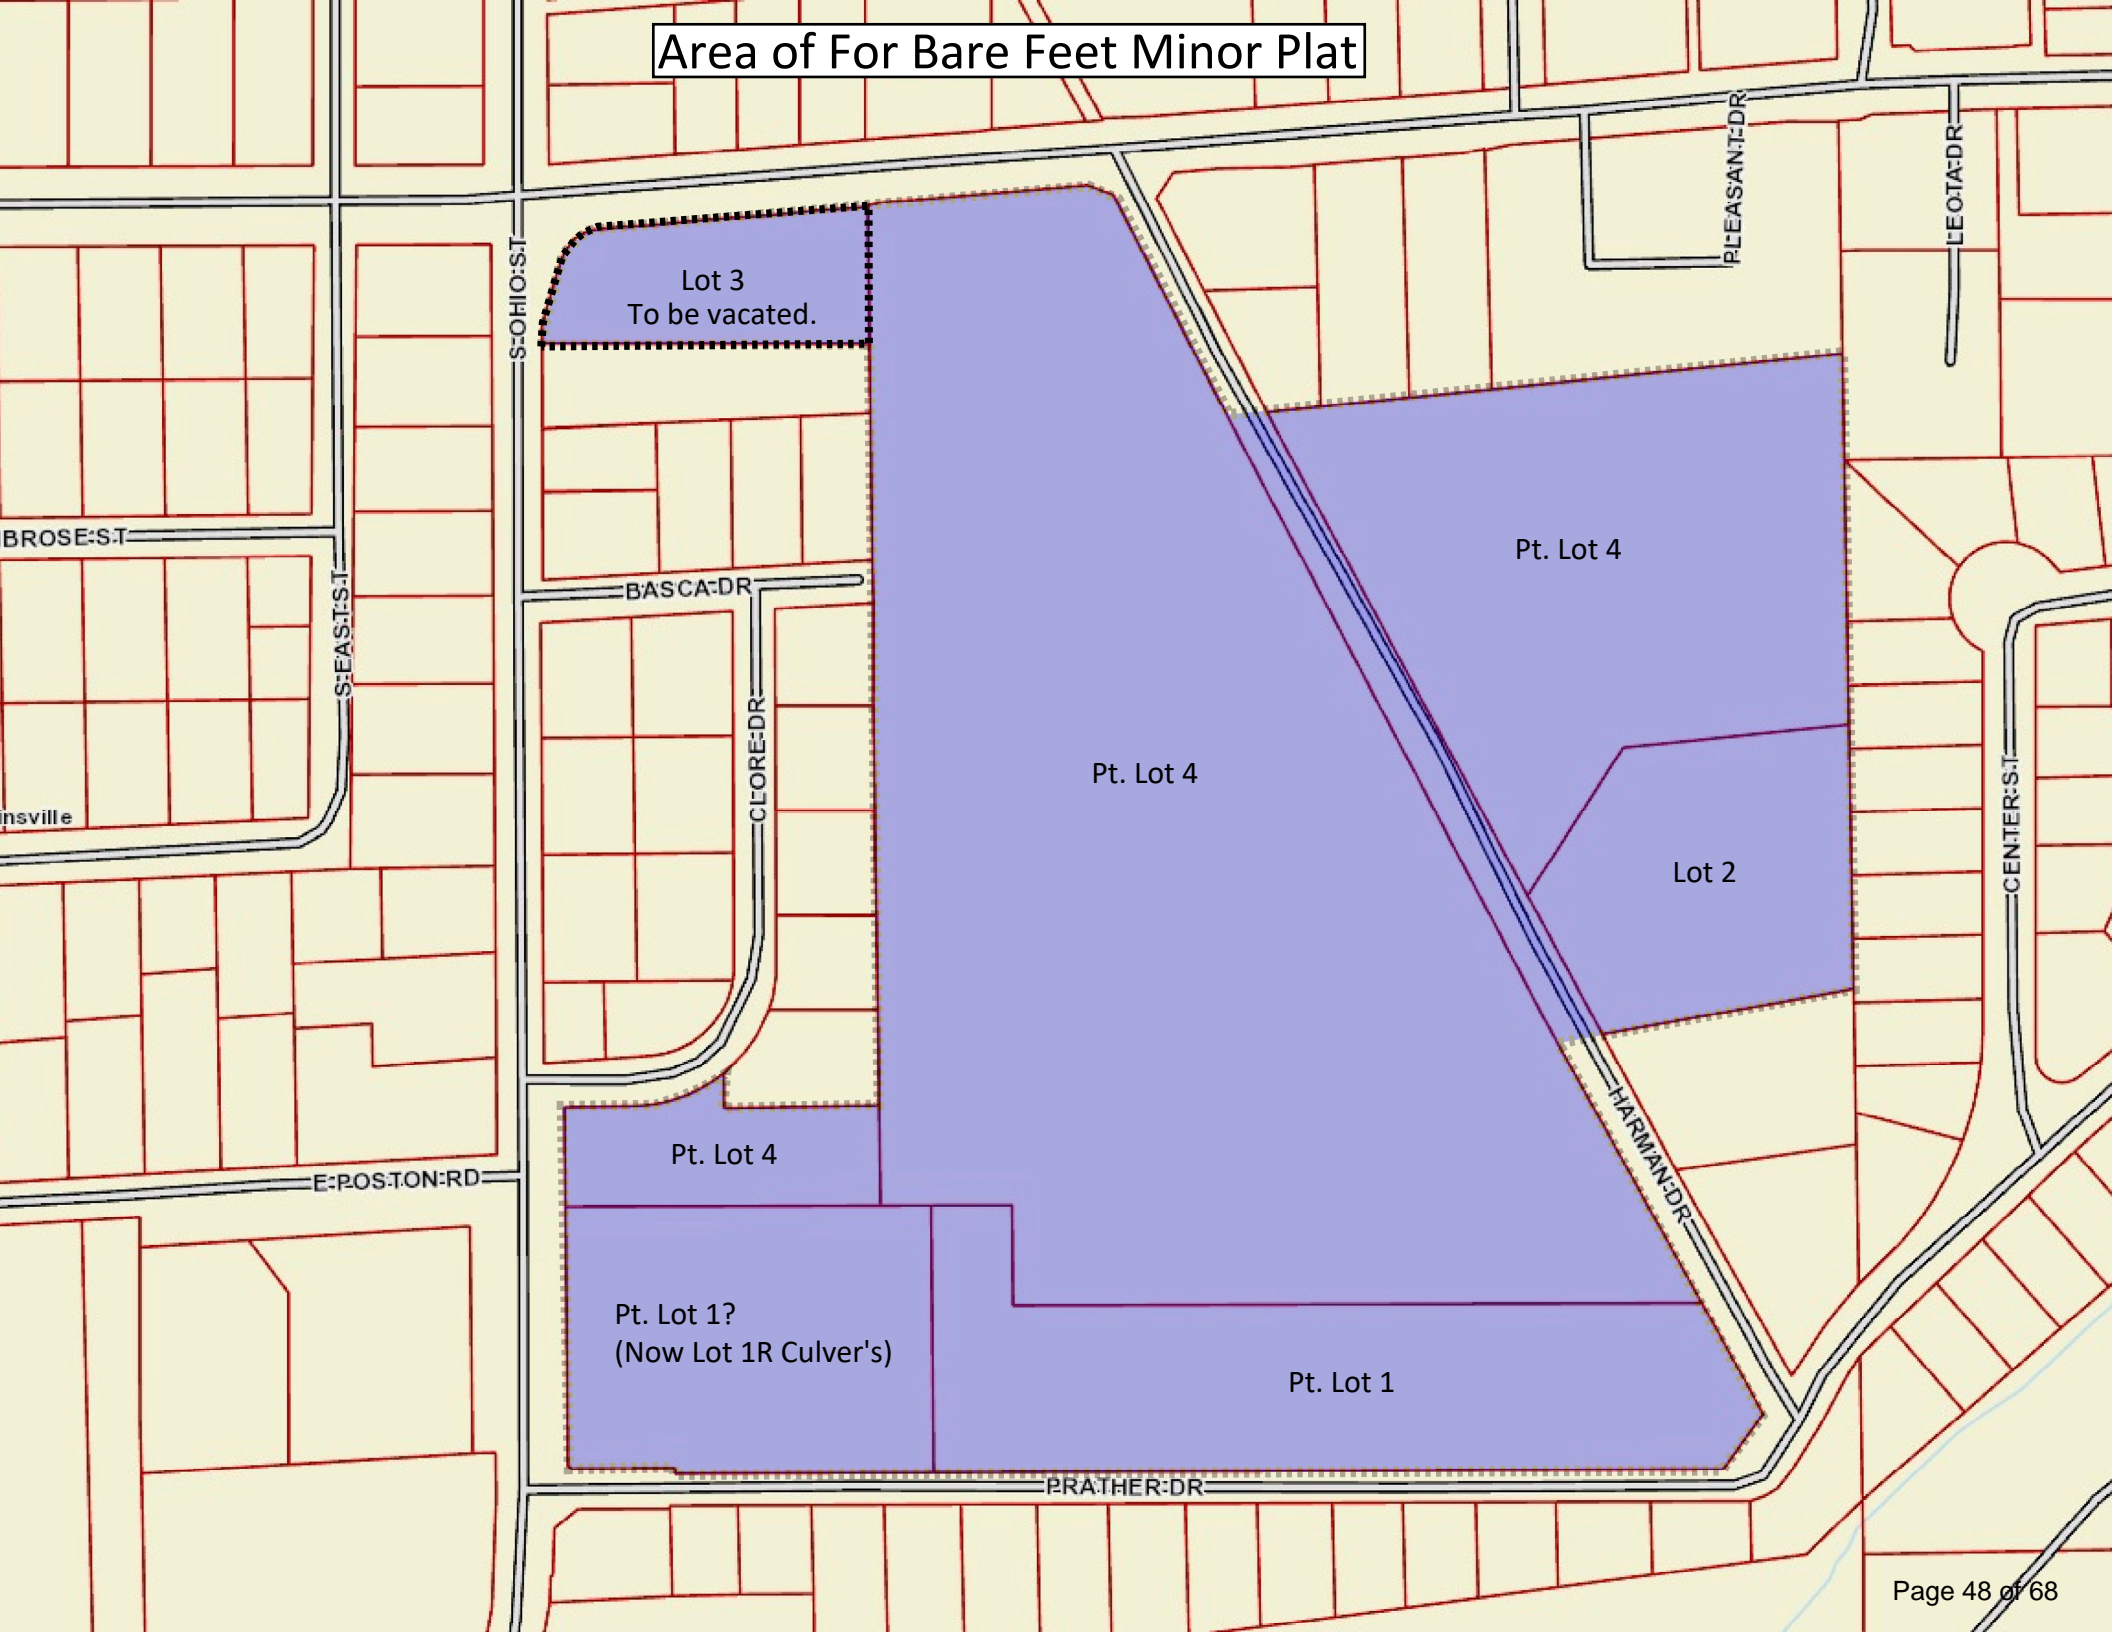 Area of For Bare Feet Minor Plat
PLEASANT DR
LEOTA DR
S OHIO ST
Lot 3
To be vacated.
BROSE ST
S EAST ST
BASCA DR
Pt. Lot 4
CLORE DR
Pt. Lot 4
insville
CENTER ST
Lot 2
HARMAN DR
Pt. Lot 4
E POSTON RD
Pt. Lot 1?
(Now Lot 1R Culver's)
Pt. Lot 1
PRATHER DR
Page 48 of 68